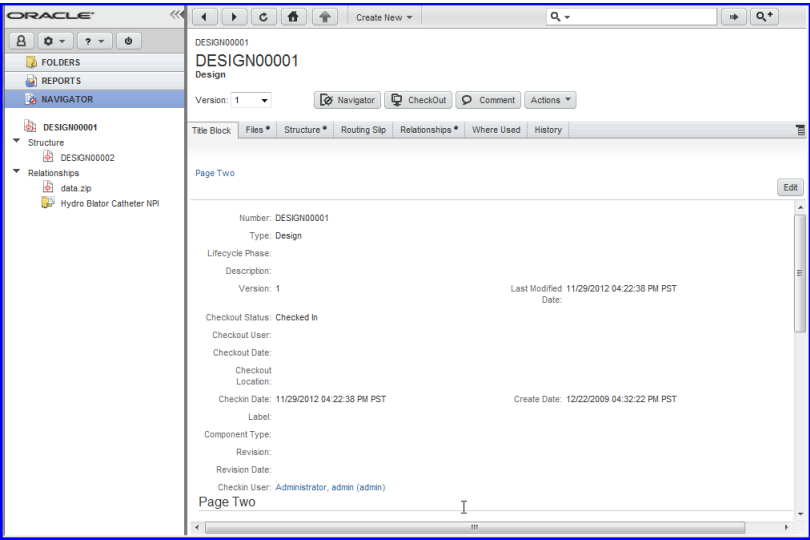 ORACLE
Create New
?
FOLDERS
REPORTS
NAVIGATOR
DESIGN00001
Structure
DESIGN00002
Relationships
data.zip
Hydro Blator Catheter NPI
DESIGN00001
DESIGN00001
Design
Version: 1
Navigator
CheckOut
Comment
Actions
Title Block
Files
Structure
Routing Slip
Relationships
Where Used
History
Page Two
Edit
Number: DESIGN00001
Type: Design
Lifecycle Phase:
Description:
Version: 1
Last Modified 11/29/2012 04:22:38 PM PST
Date:
Checkout Status: Checked In
Checkout User:
Checkout Date:
Checkout
Location:
Checkin Date: 11/29/2012 04:22:38 PM PST
Create Date: 12/22/2009 04:32:22 PM PST
Label:
Component Type:
Revision:
Revision Date:
Checkin User: Administrator, admin (admin)
Page Two